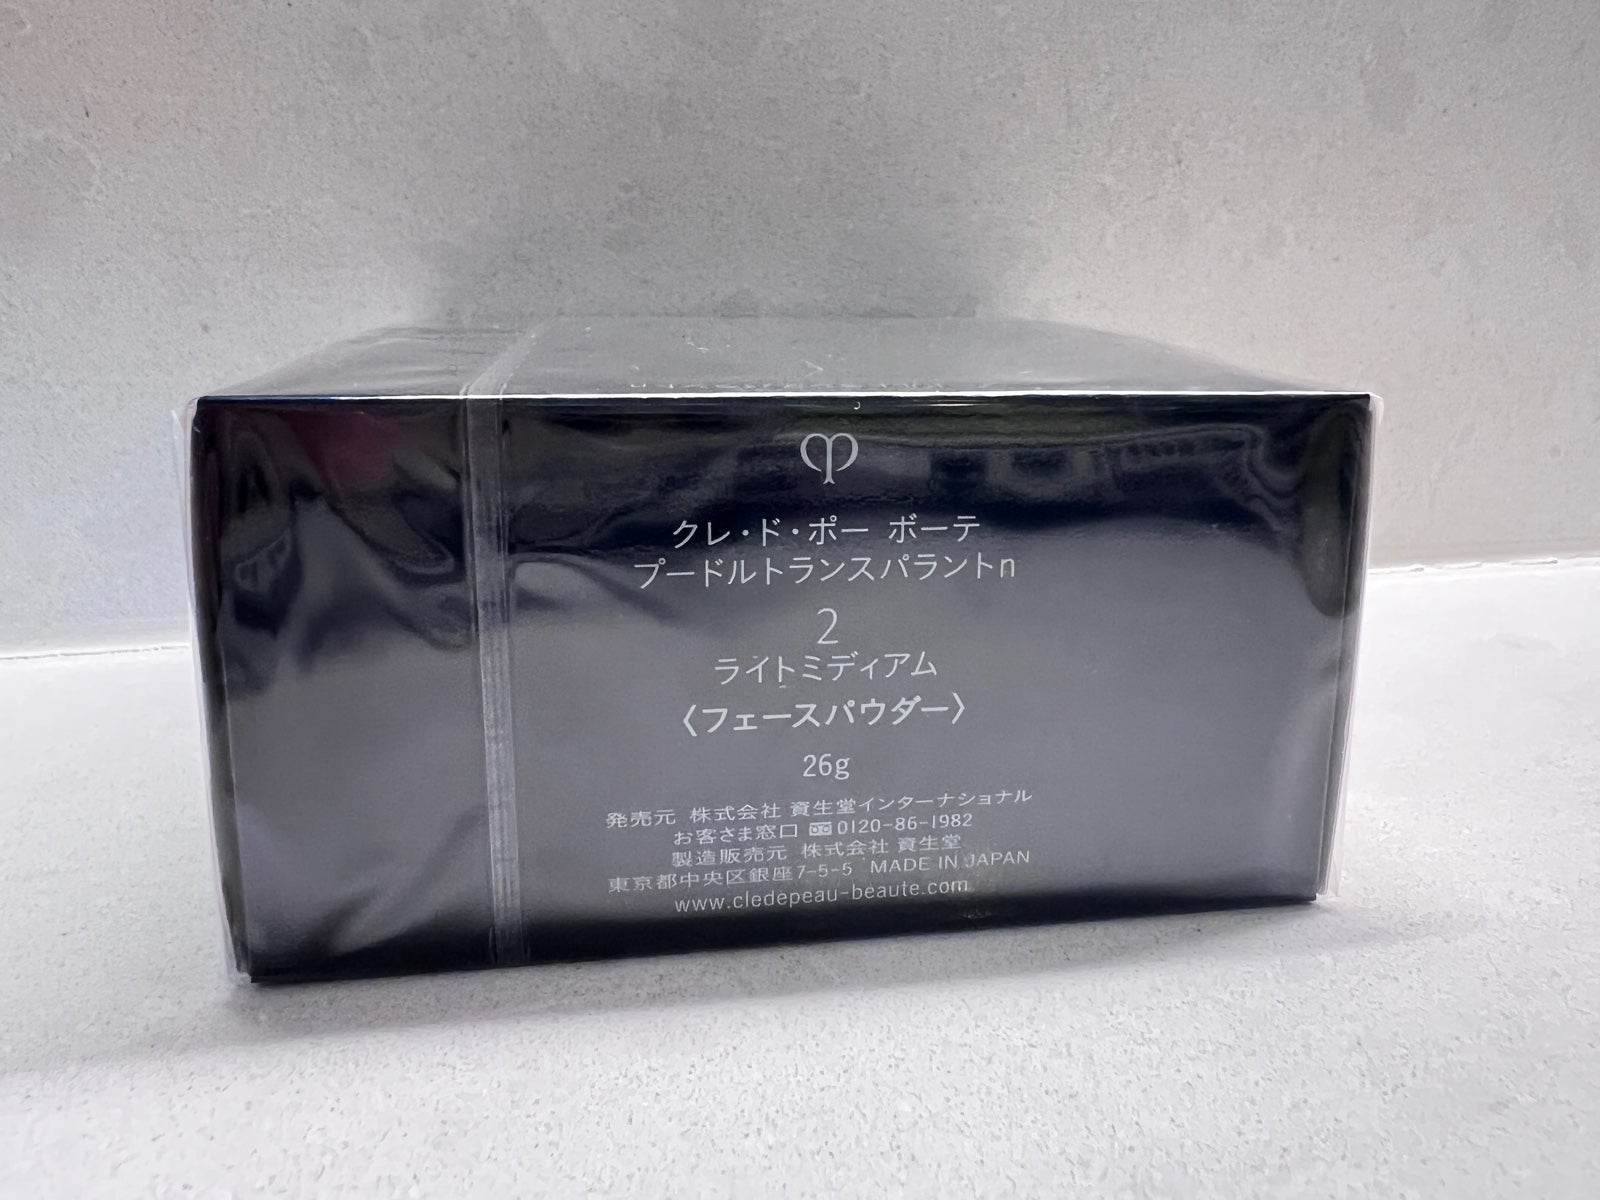 クレ・ド・ポー ボーテ
プードルトランスパラントn
2
ライトミディアム
〈フェースパウダー〉
26g
発売元 株式会社 資生堂インターナショナル
お客さま窓口 0120-86-1982
製造販売元 株式会社 資生堂
東京都中央区銀座7-5-5 MADE IN JAPAN
www.cledepeau-beaute.com